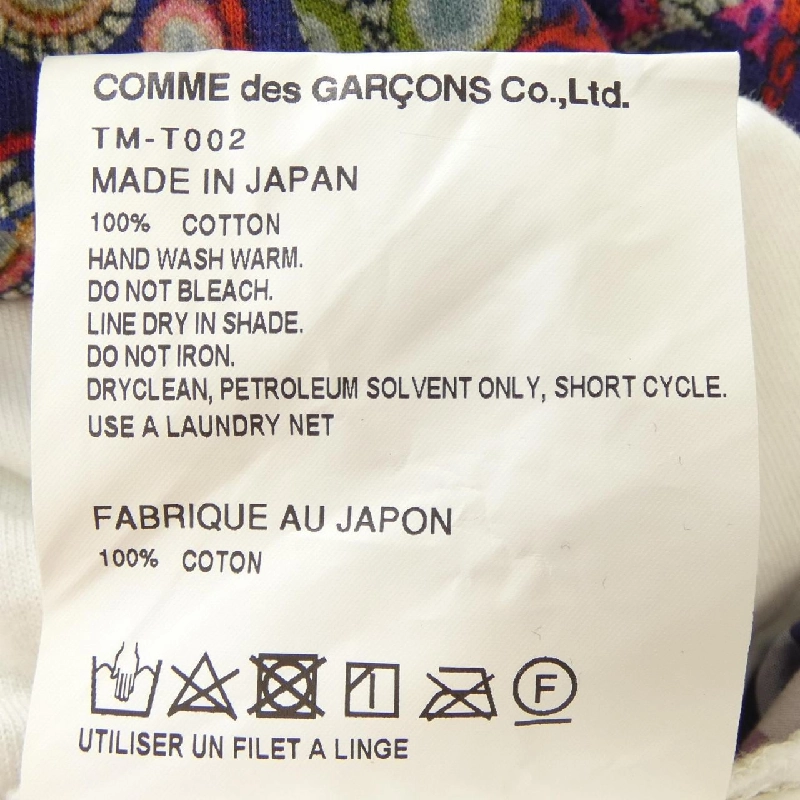 COMME des GARÇONS Co.,Ltd.
TM-T002
MADE IN JAPAN
100% COTTON
HAND WASH WARM.
DO NOT BLEACH.
LINE DRY IN SHADE.
DO NOT IRON.
DRYCLEAN, PETROLEUM SOLVENT ONLY, SHORT CYCLE.
USE A LAUNDRY NET
FABRIQUE AU JAPON
100% COTON
F
UTILISER UN FILET A LINGE